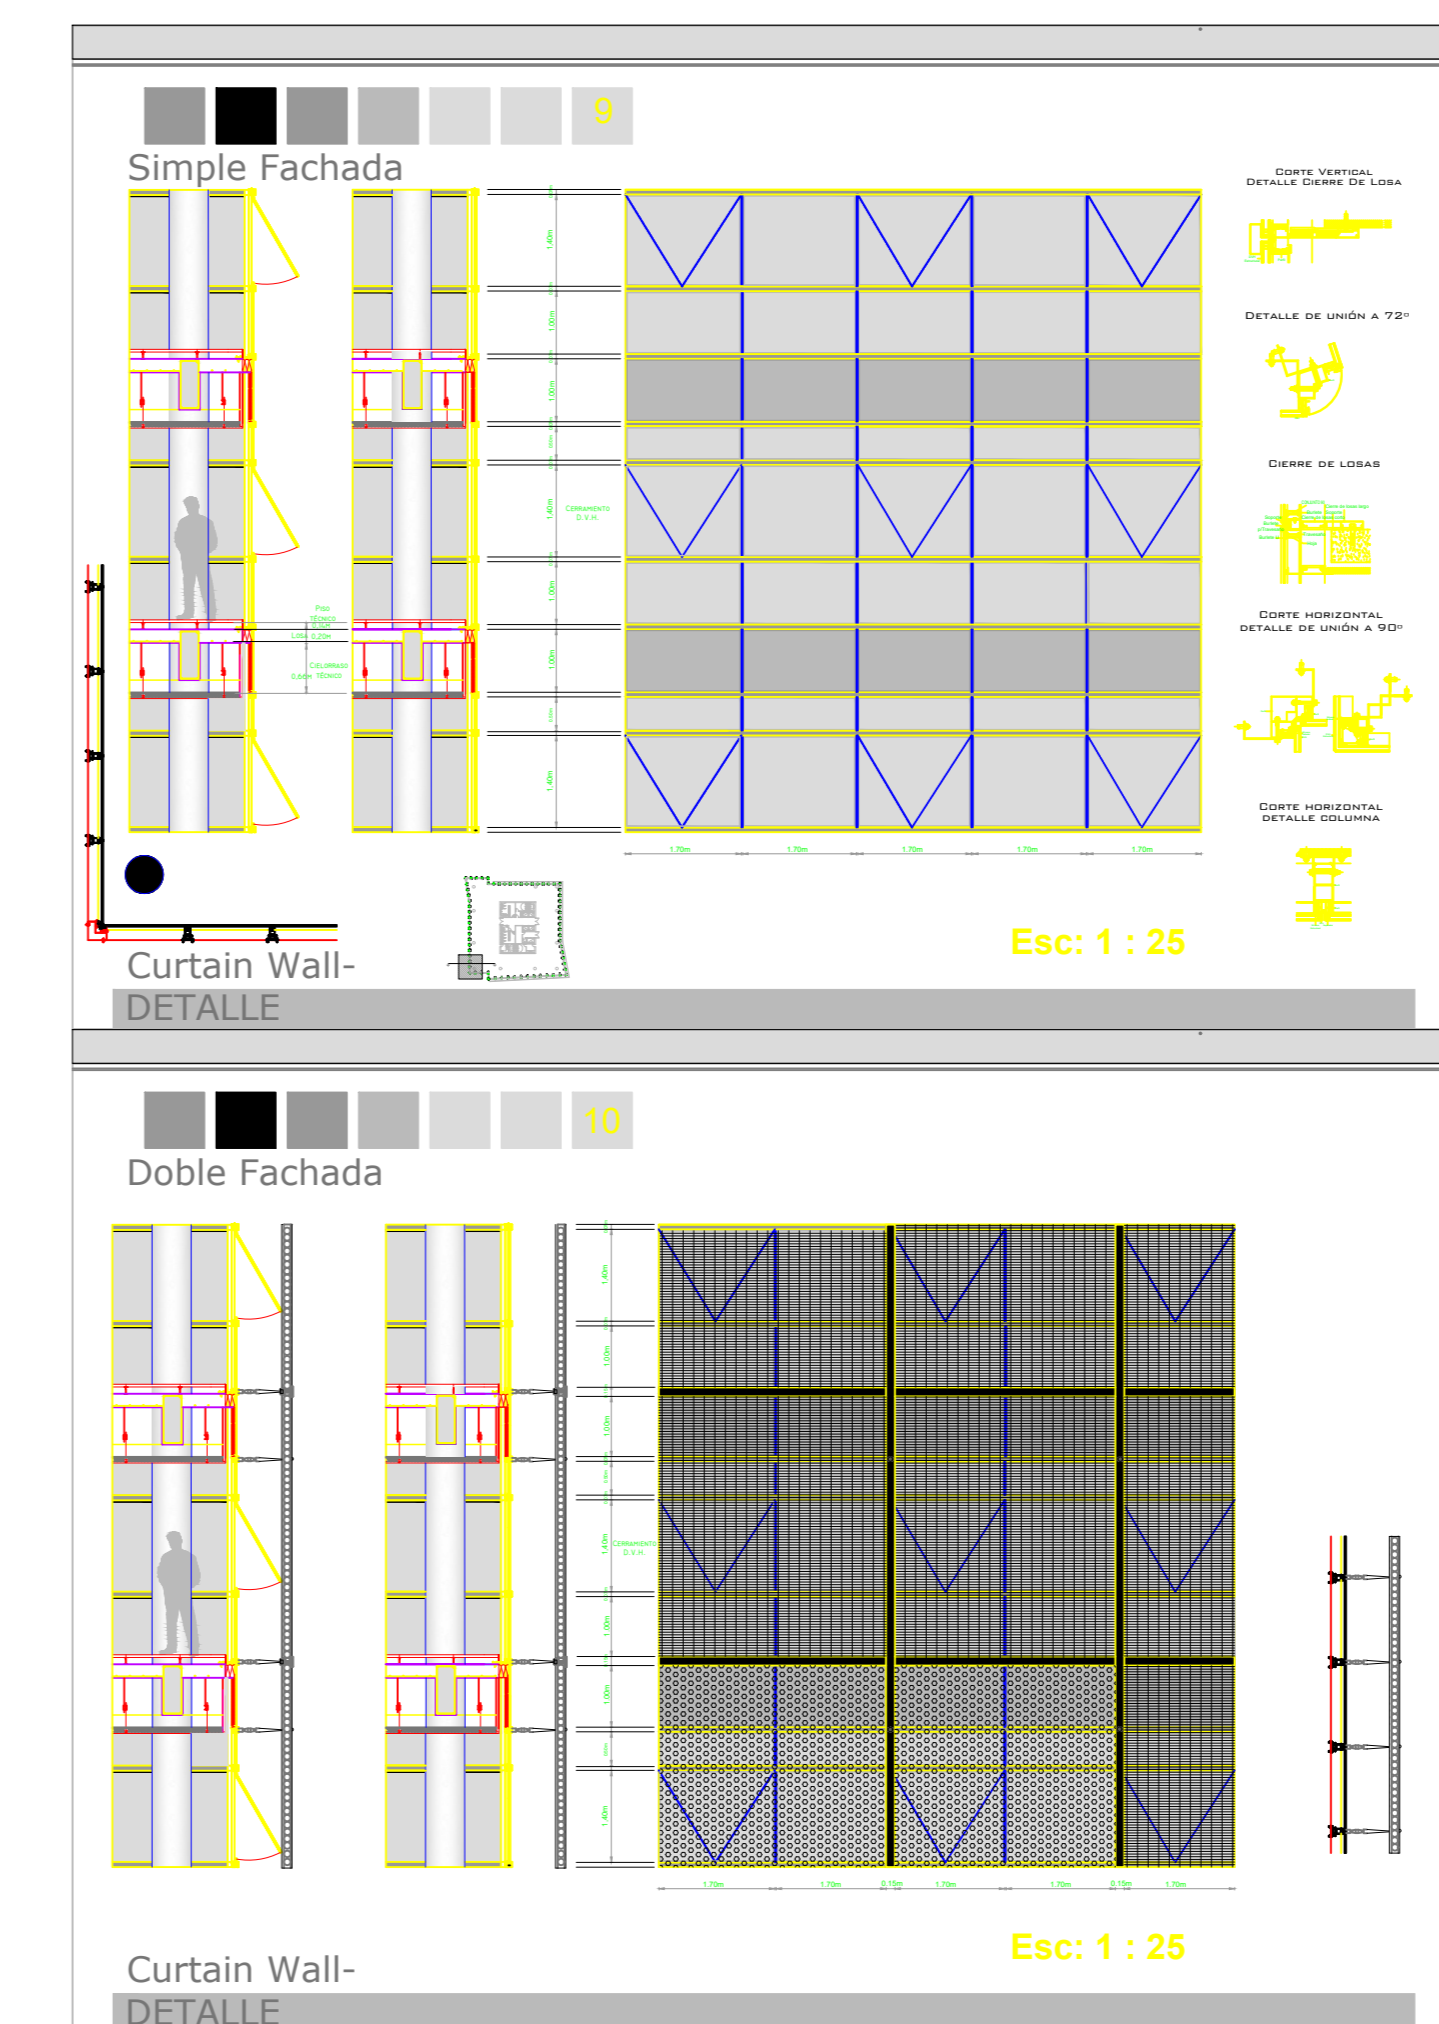 9
Simple Fachada
Corte Vertical
Detalle Cierre De Losa
1.40m
1.00m
Detalle de unión a 72º
1.00m
Cierre de losas
1.40m
Cerramiento
D.V.H.
1.00m
Piso
técnico
0,16m
Losa 0,20m
Cielorraso
0,66m técnico
Corte horizontal
detalle de unión a 90º
1.00m
1.40m
Corte horizontal
detalle columna
1.70m 1.70m 1.70m 1.70m 1.70m
Esc: 1 : 25
Curtain Wall-
DETALLE
10
Doble Fachada
1.40m
1.00m
1.00m
1.40m
Cerramiento
D.V.H.
1.00m
1.00m
1.40m
1.70m 1.70m 0.15m 1.70m 1.70m 0.15m 1.70m
Esc: 1 : 25
Curtain Wall-
DETALLE